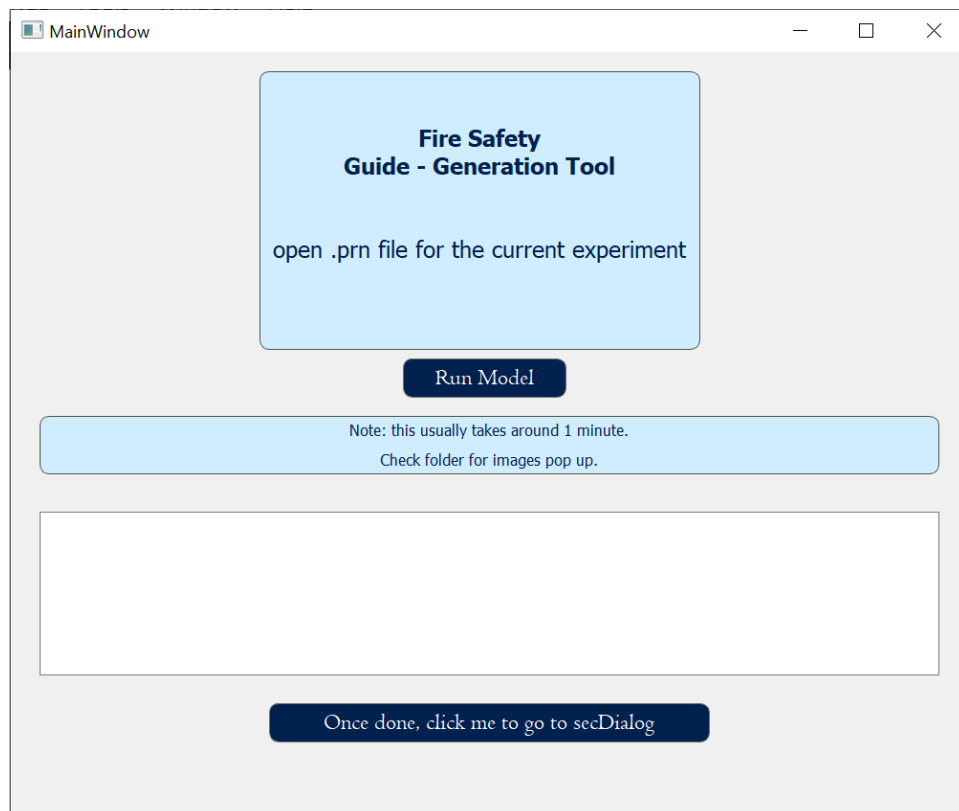 MainWindow
Fire Safety
Guide - Generation Tool
open .prn file for the current experiment
Run Model
Note: this usually takes around 1 minute.
Check folder for images pop up.
Once done, click me to go to secDialog